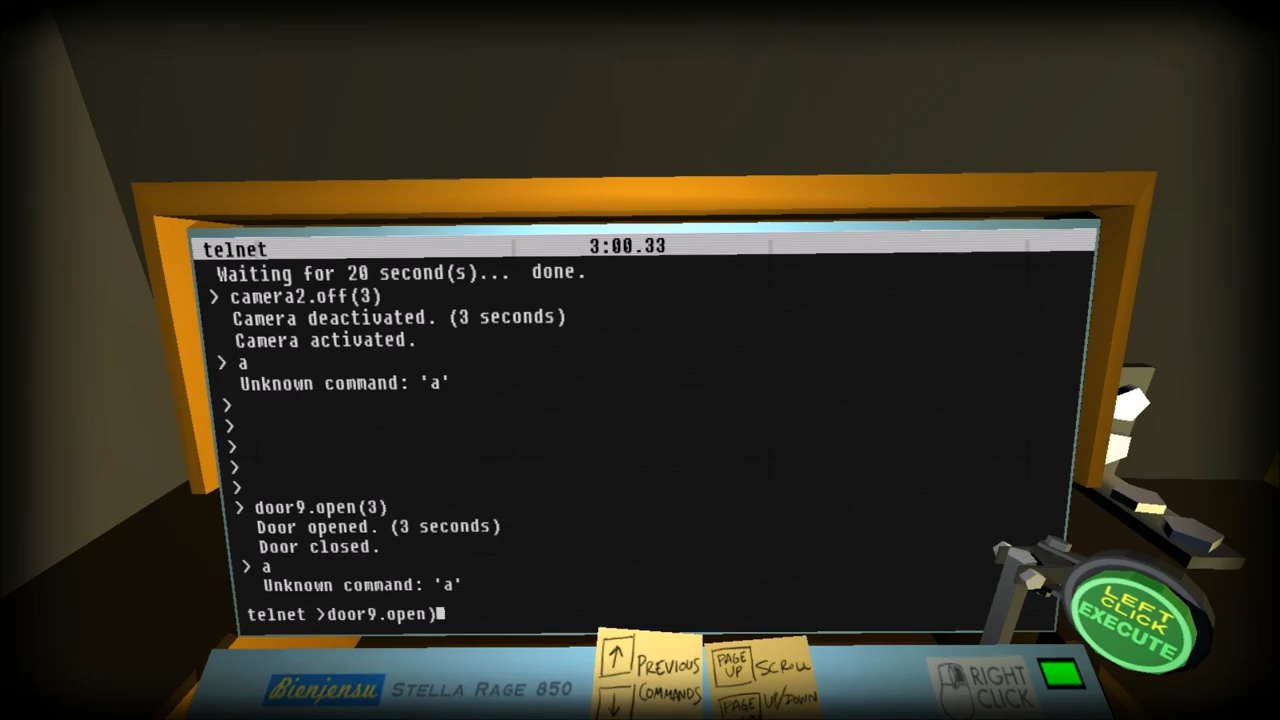 telnet 3:00.33
Waiting for 20 second(s)... done.
> camera2.off(3)
Camera deactivated. (3 seconds)
Camera activated.
> a
Unknown command: 'a'
>
>
>
>
>
> door9.open(3)
Door opened. (3 seconds)
Door closed.
> a
Unknown command: 'a'
telnet >door9.open)
LEFT
CLICK
EXECUTE
↑ PREVIOUS
↓ COMMANDS
PAGE UP SCROLL
PAGE UP/DOWN
Bienjensu STELLA RAGE 850
RIGHT
CLICK